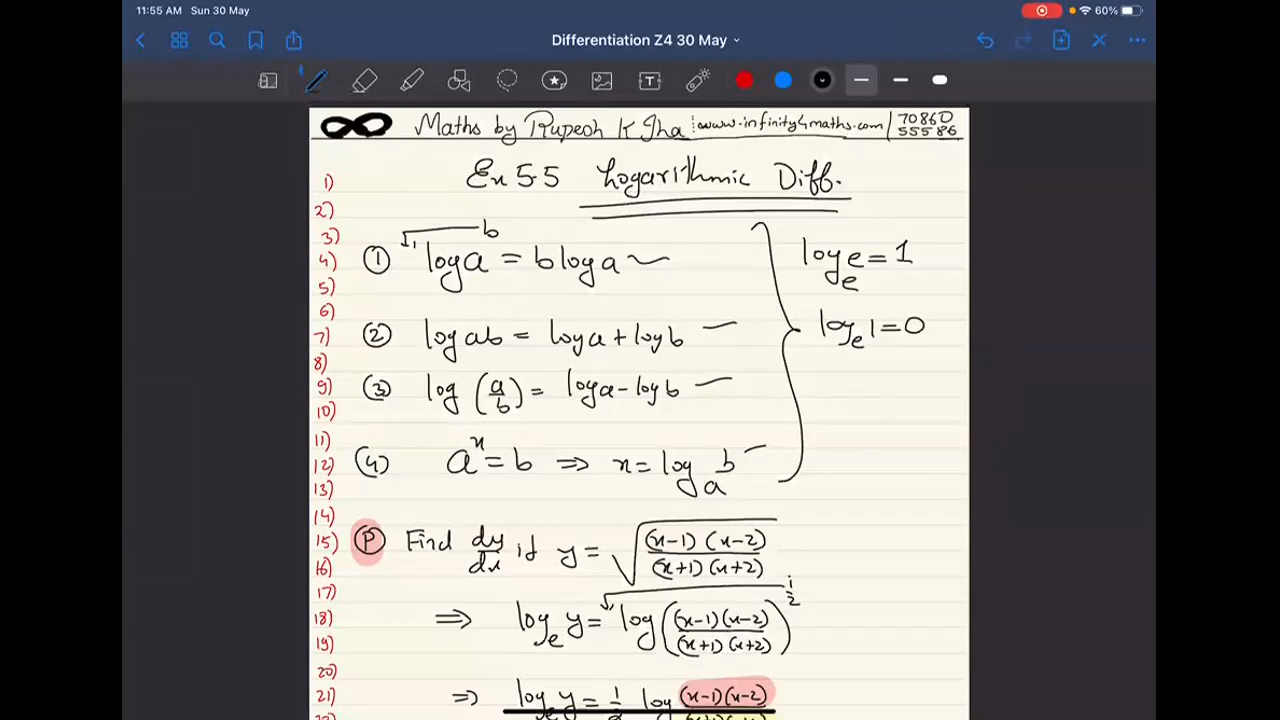 11:55 AM Sun 30 May
60%
Differentiation Z4 30 May
Maths by Rupesh K Jha | www.infinity4maths.com | 70860 55586
Ex 5.5 Logarithmic Diff.
1)
2)
3)
4)
5)
6)
7)
8)
9)
10)
11)
12)
13)
14)
15)
16)
17)
18)
19)
20)
21)
① log a^b = b log a
② log ab = log a + log b
③ log (a/b) = log a - log b
④ a^x = b ⇒ x = log_a b
log_e e = 1
log_e 1 = 0
Ⓟ Find dy/dx if y = √((x-1)(x-2)/(x+1)(x+2))
⇒ log_e y = log ((x-1)(x-2)/(x+1)(x+2))^1/2
⇒ log_e y = 1/2 log (x-1)(x-2)